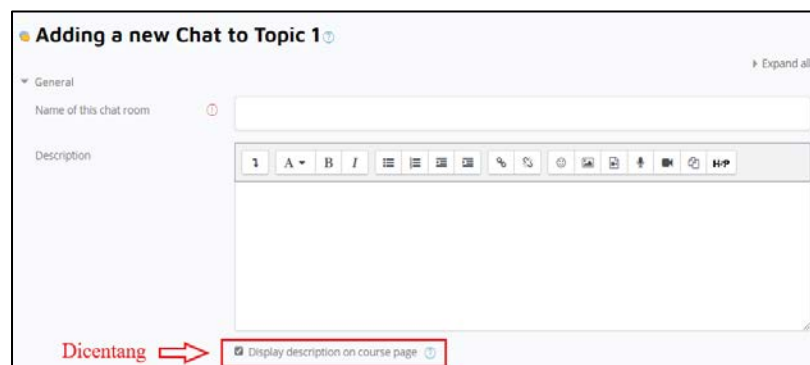 Adding a new Chat to Topic 1
Expand all
General
Name of this chat room
Description
A B I H-P
Dicentang
Display description on course page